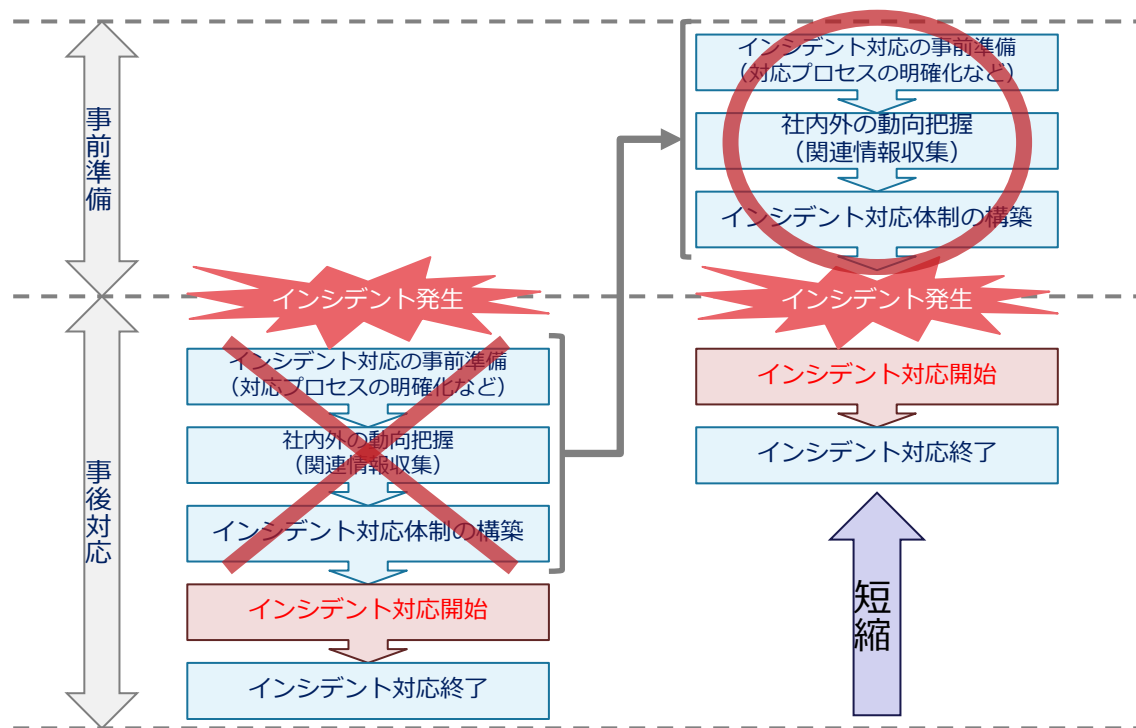 事前準備
事後対応
インシデント発生
インシデント対応の事前準備
（対応プロセスの明確化など）
社内外の動向把握
（関連情報収集）
インシデント対応体制の構築
インシデント対応開始
インシデント対応終了
インシデント対応の事前準備
（対応プロセスの明確化など）
社内外の動向把握
（関連情報収集）
インシデント対応体制の構築
インシデント発生
インシデント対応開始
インシデント対応終了
短縮